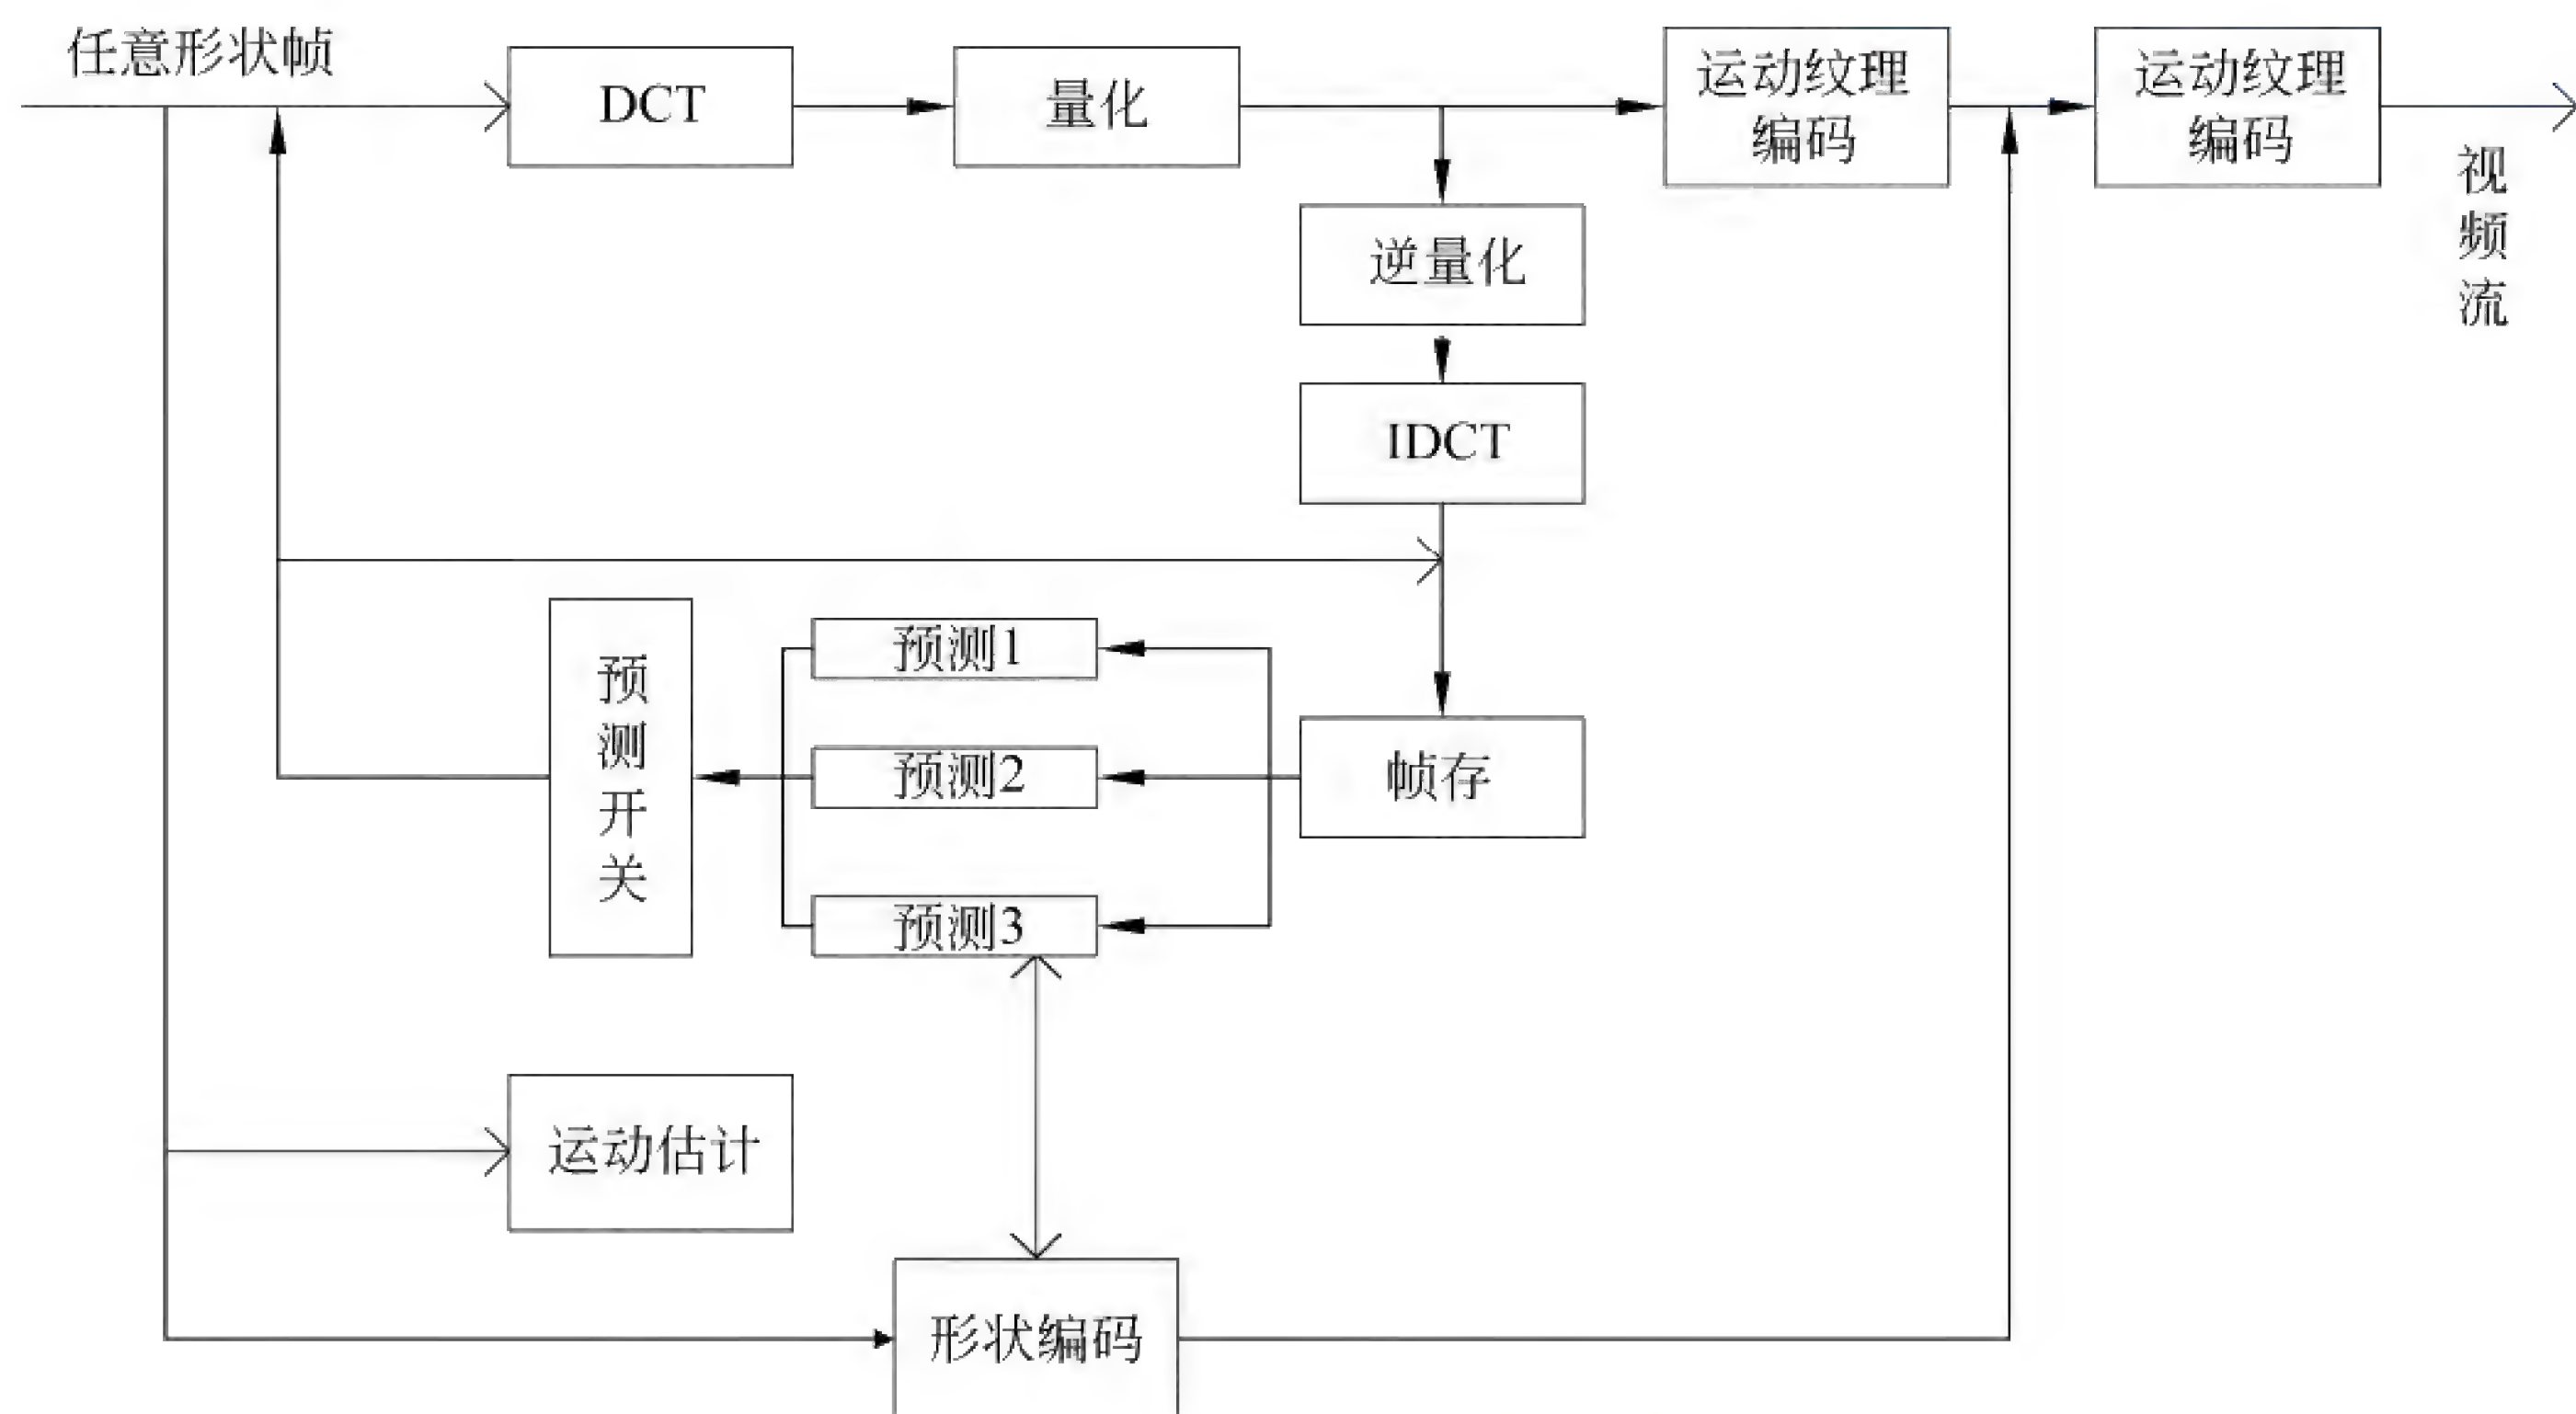 任意形状帧
DCT
量化
运动纹理
编码
运动纹理
编码
视
频
流
逆量化
IDCT
预
测
开
关
预测1
预测2
预测3
帧存
运动估计
形状编码